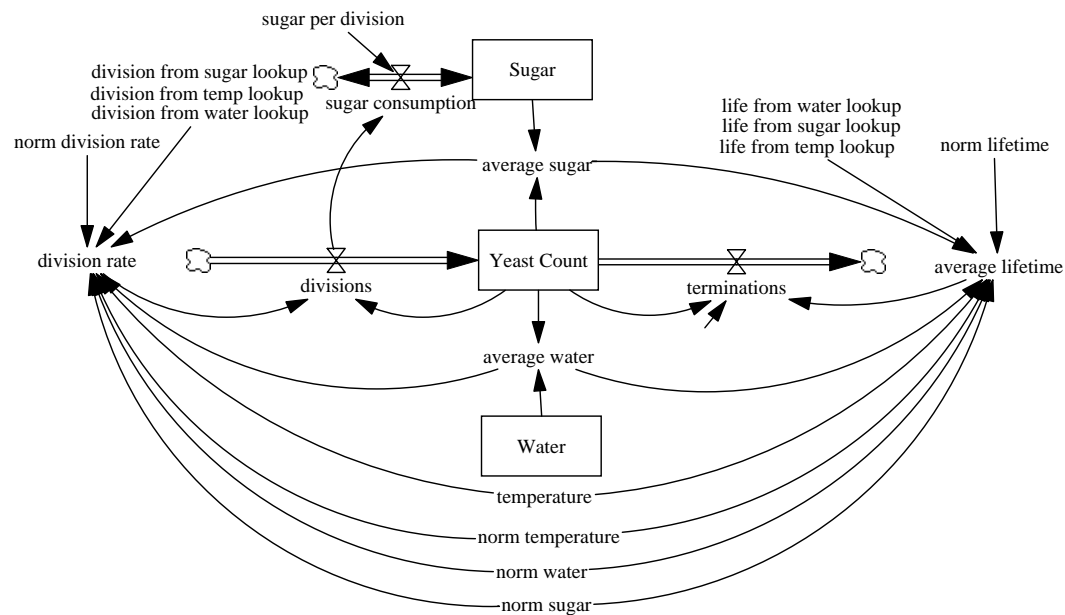 sugar per division
Sugar
division from sugar lookup
division from temp lookup
division from water lookup
sugar consumption
life from water lookup
life from sugar lookup
life from temp lookup
norm division rate
norm lifetime
average sugar
division rate
Yeast Count
average lifetime
divisions
terminations
average water
Water
temperature
norm temperature
norm water
norm sugar